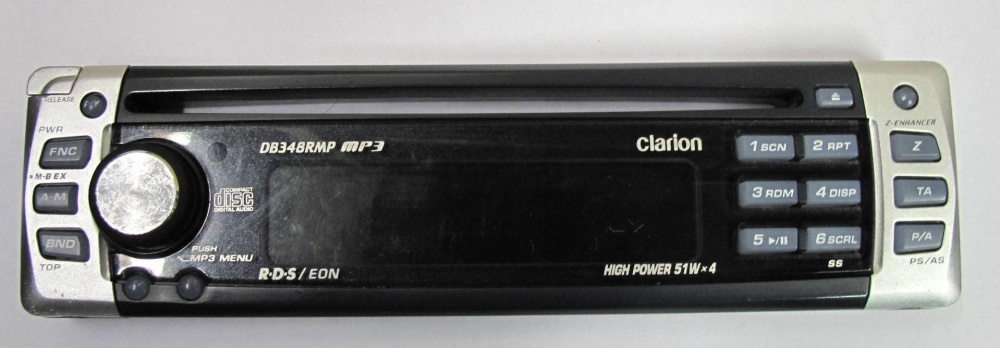 RELEASE
PWR
FNC
M-B EX
A-M
BND
TOP
DB348RMP MP3
COMPACT
disc
DIGITAL AUDIO
PUSH
MP3 MENU
R·D·S/EON
clarion
HIGH POWER 51W×4
1 SCN
2 RPT
3 RDM
4 DISP
5 ▶/II
6 SCRL
SS
Z-ENHANCER
Z
TA
P/A
PS/AS